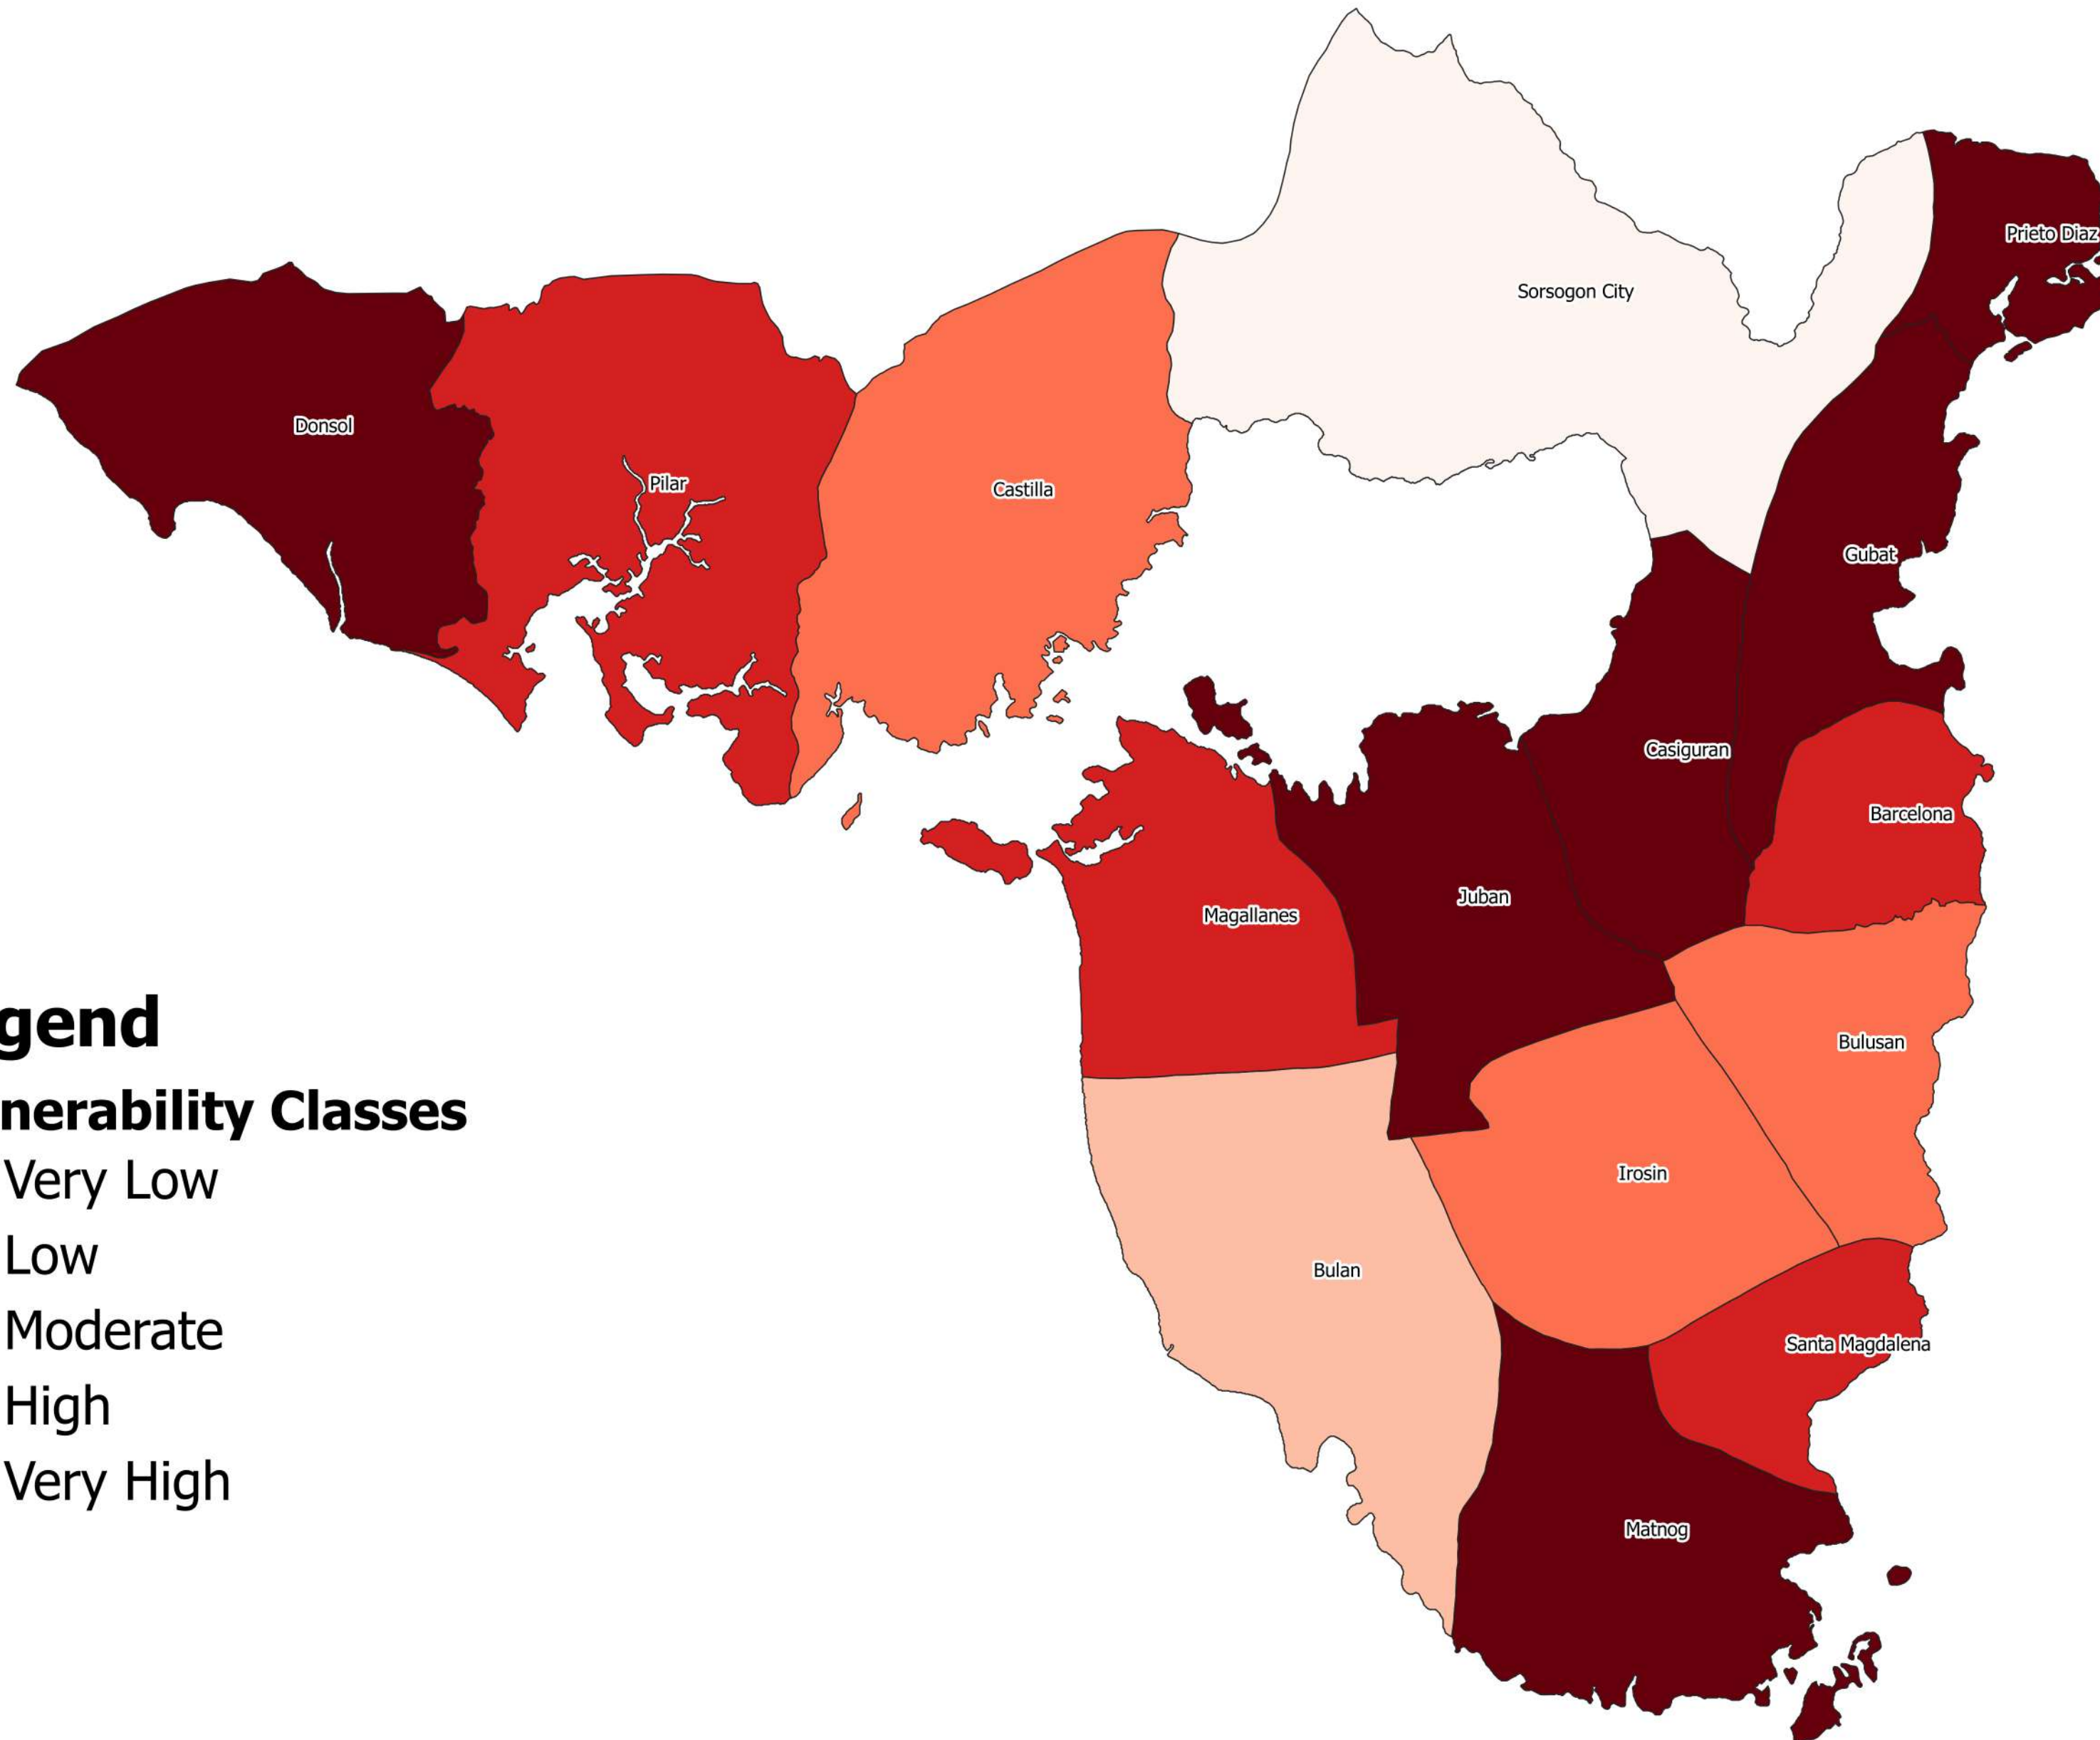 Prieto Diaz
Sorsogon City
Donsol
Pilar
Castilla
Gubat
Casiguran
Barcelona
Juban
Magallanes
gend
Bulusan
nerability Classes
Very Low
Irosin
Low
Bulan
Moderate
Santa Magdalena
High
Very High
Matnog